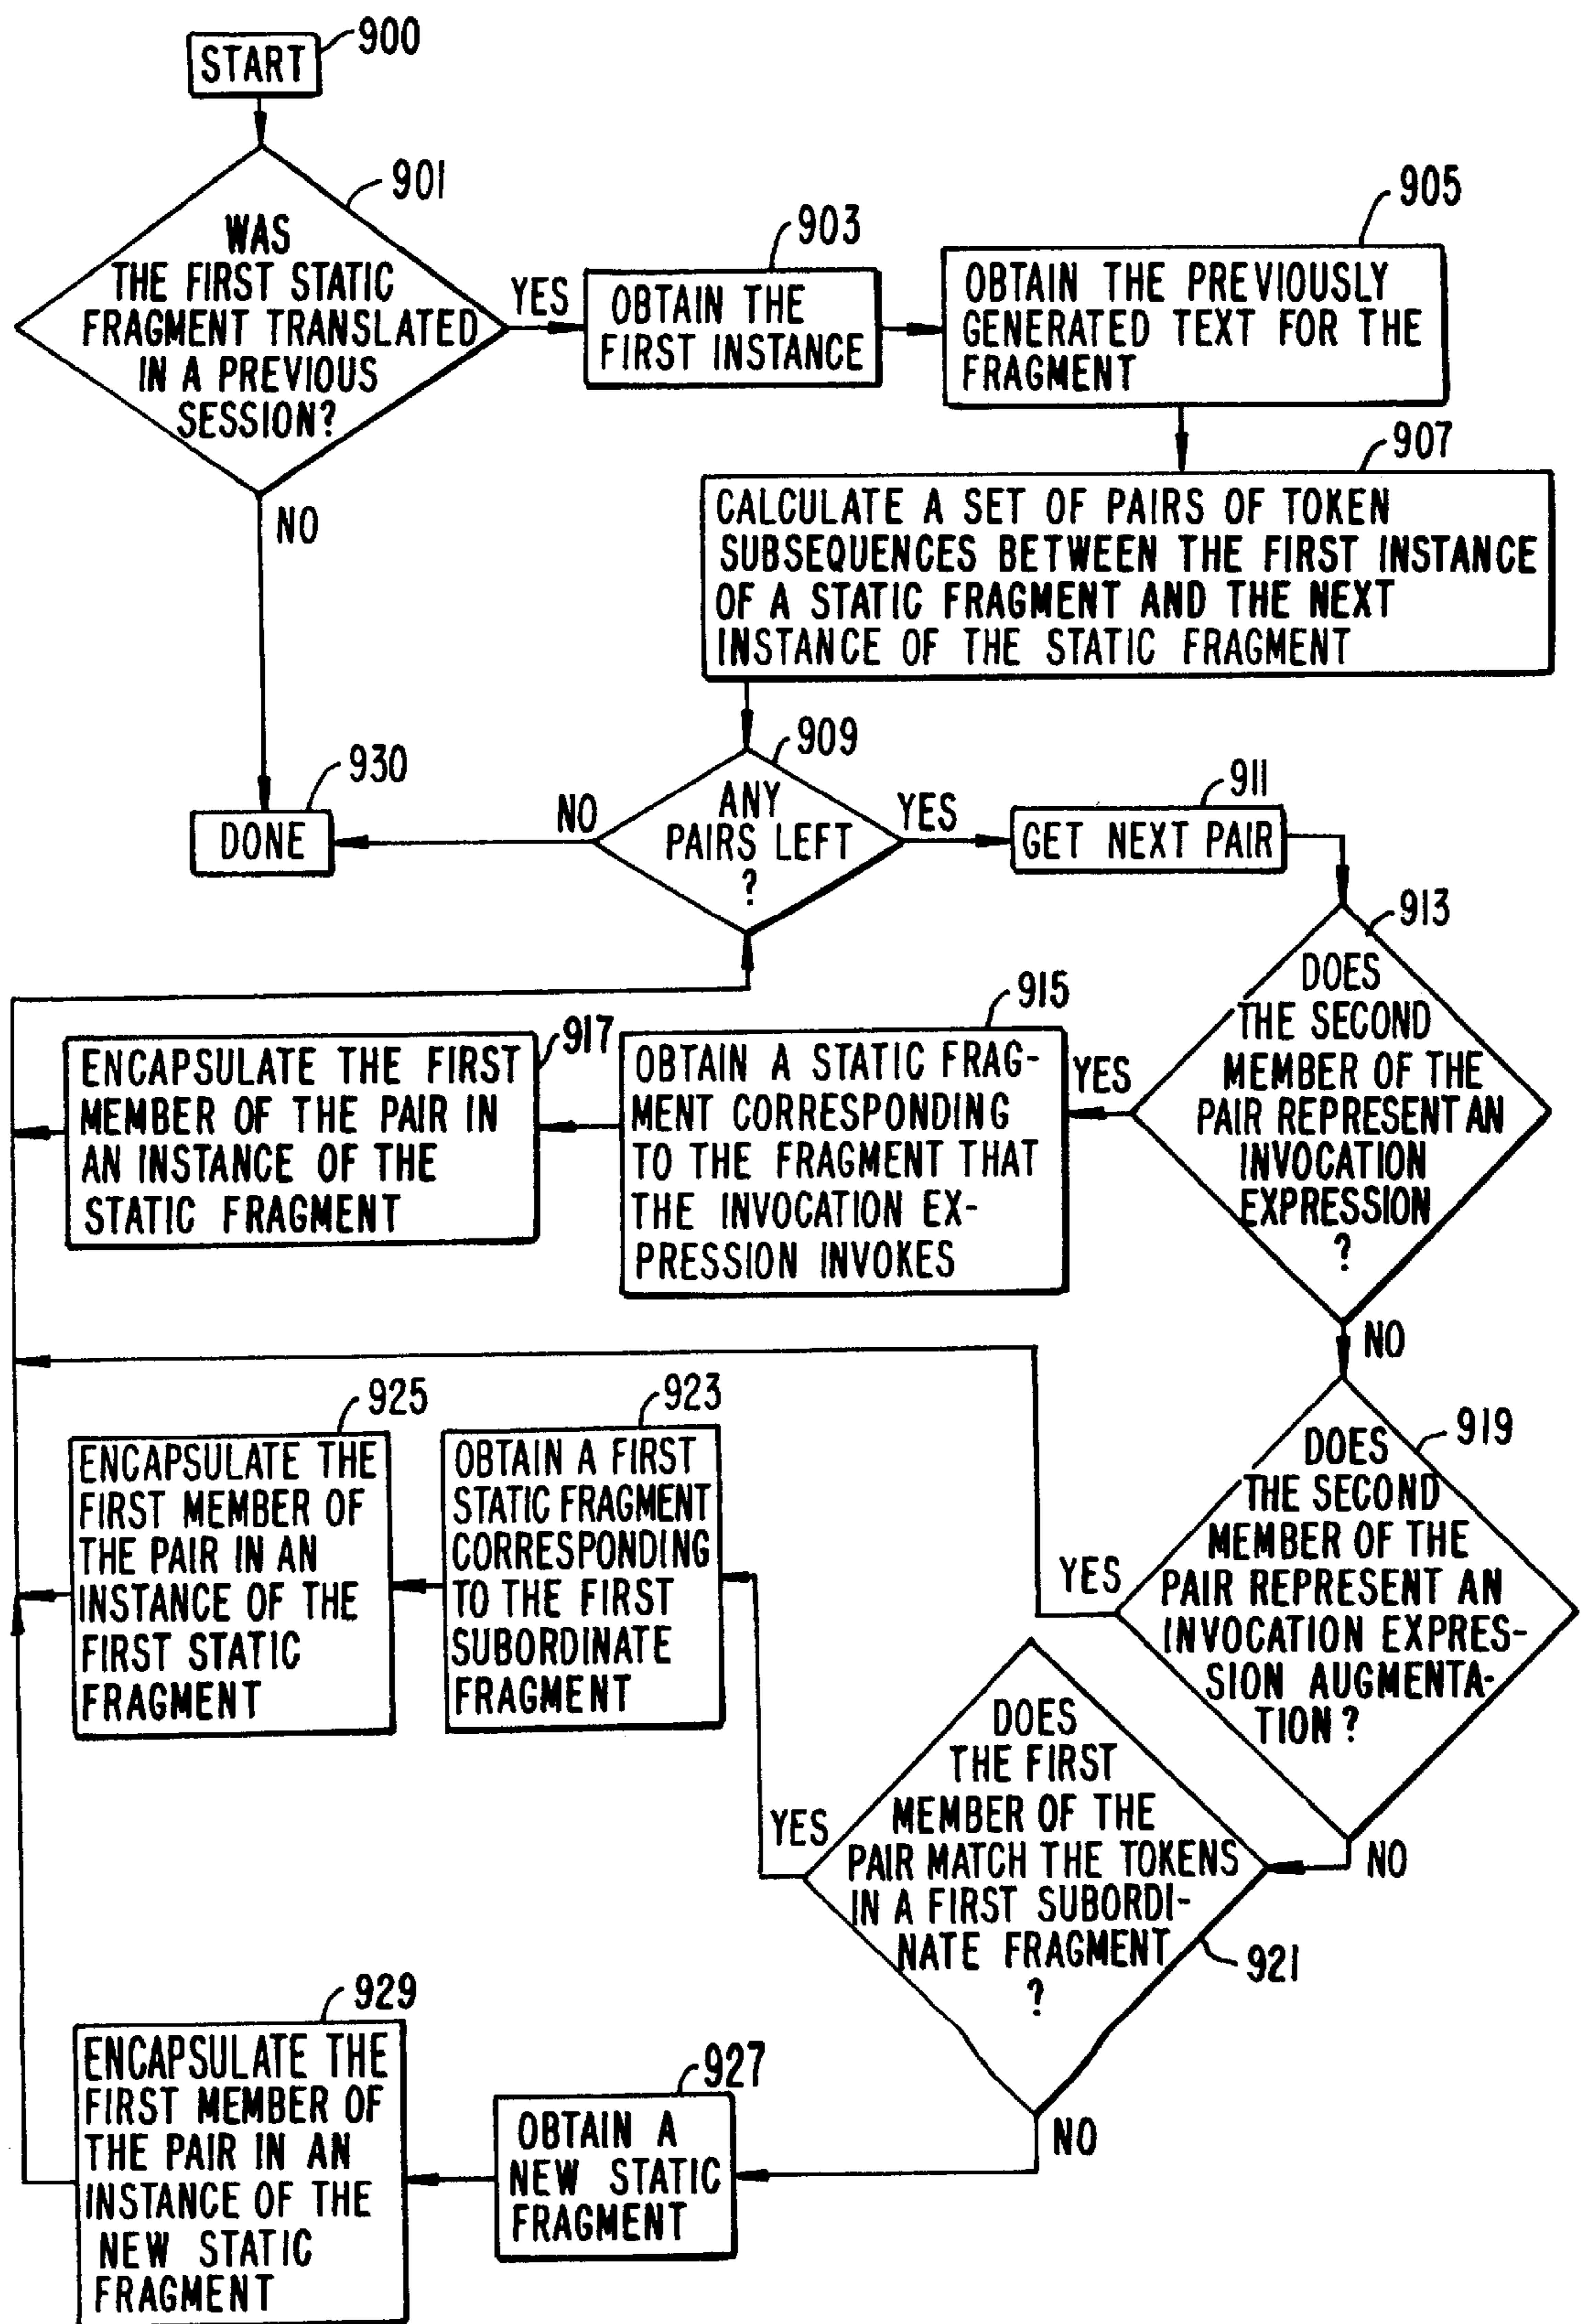 START
900
901
WAS
THE FIRST STATIC
FRAGMENT TRANSLATED
IN A PREVIOUS
SESSION?
YES
NO
903
OBTAIN THE
FIRST INSTANCE
905
OBTAIN THE PREVIOUSLY
GENERATED TEXT FOR THE
FRAGMENT
907
CALCULATE A SET OF PAIRS OF TOKEN
SUBSEQUENCES BETWEEN THE FIRST INSTANCE
OF A STATIC FRAGMENT AND THE NEXT
INSTANCE OF THE STATIC FRAGMENT
930
DONE
909
ANY
PAIRS LEFT
?
NO
YES
911
GET NEXT PAIR
913
DOES
THE SECOND
MEMBER OF THE
PAIR REPRESENT AN
INVOCATION
EXPRESSION
?
YES
NO
915
OBTAIN A STATIC FRAG-
MENT CORRESPONDING
TO THE FRAGMENT THAT
THE INVOCATION EX-
PRESSION INVOKES
917
ENCAPSULATE THE FIRST
MEMBER OF THE PAIR IN
AN INSTANCE OF THE
STATIC FRAGMENT
919
DOES
THE SECOND
MEMBER OF THE
PAIR REPRESENT AN
INVOCATION EXPRES-
SION AUGMENTA-
TION?
YES
NO
921
DOES
THE FIRST
MEMBER OF THE
PAIR MATCH THE TOKENS
IN A FIRST SUBORDI-
NATE FRAGMENT
?
YES
NO
923
OBTAIN A FIRST
STATIC FRAGMENT
CORRESPONDING
TO THE FIRST
SUBORDINATE
FRAGMENT
925
ENCAPSULATE THE
FIRST MEMBER OF
THE PAIR IN AN
INSTANCE OF THE
FIRST STATIC
FRAGMENT
927
OBTAIN A
NEW STATIC
FRAGMENT
929
ENCAPSULATE THE
FIRST MEMBER OF
THE PAIR IN AN
INSTANCE OF THE
NEW STATIC
FRAGMENT